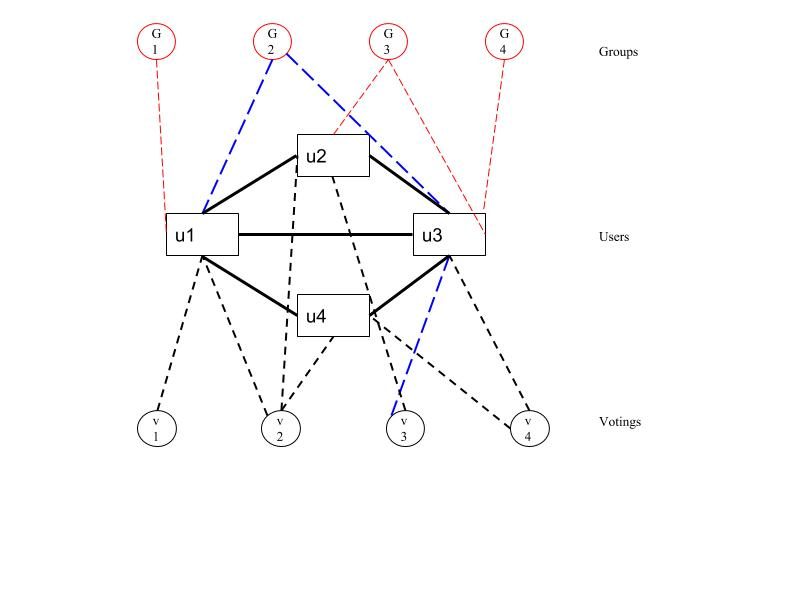 G G G G
1 2 3 4
Groups
u2
u1 u3
Users
u4
v v v v
1 2 3 4
Votings